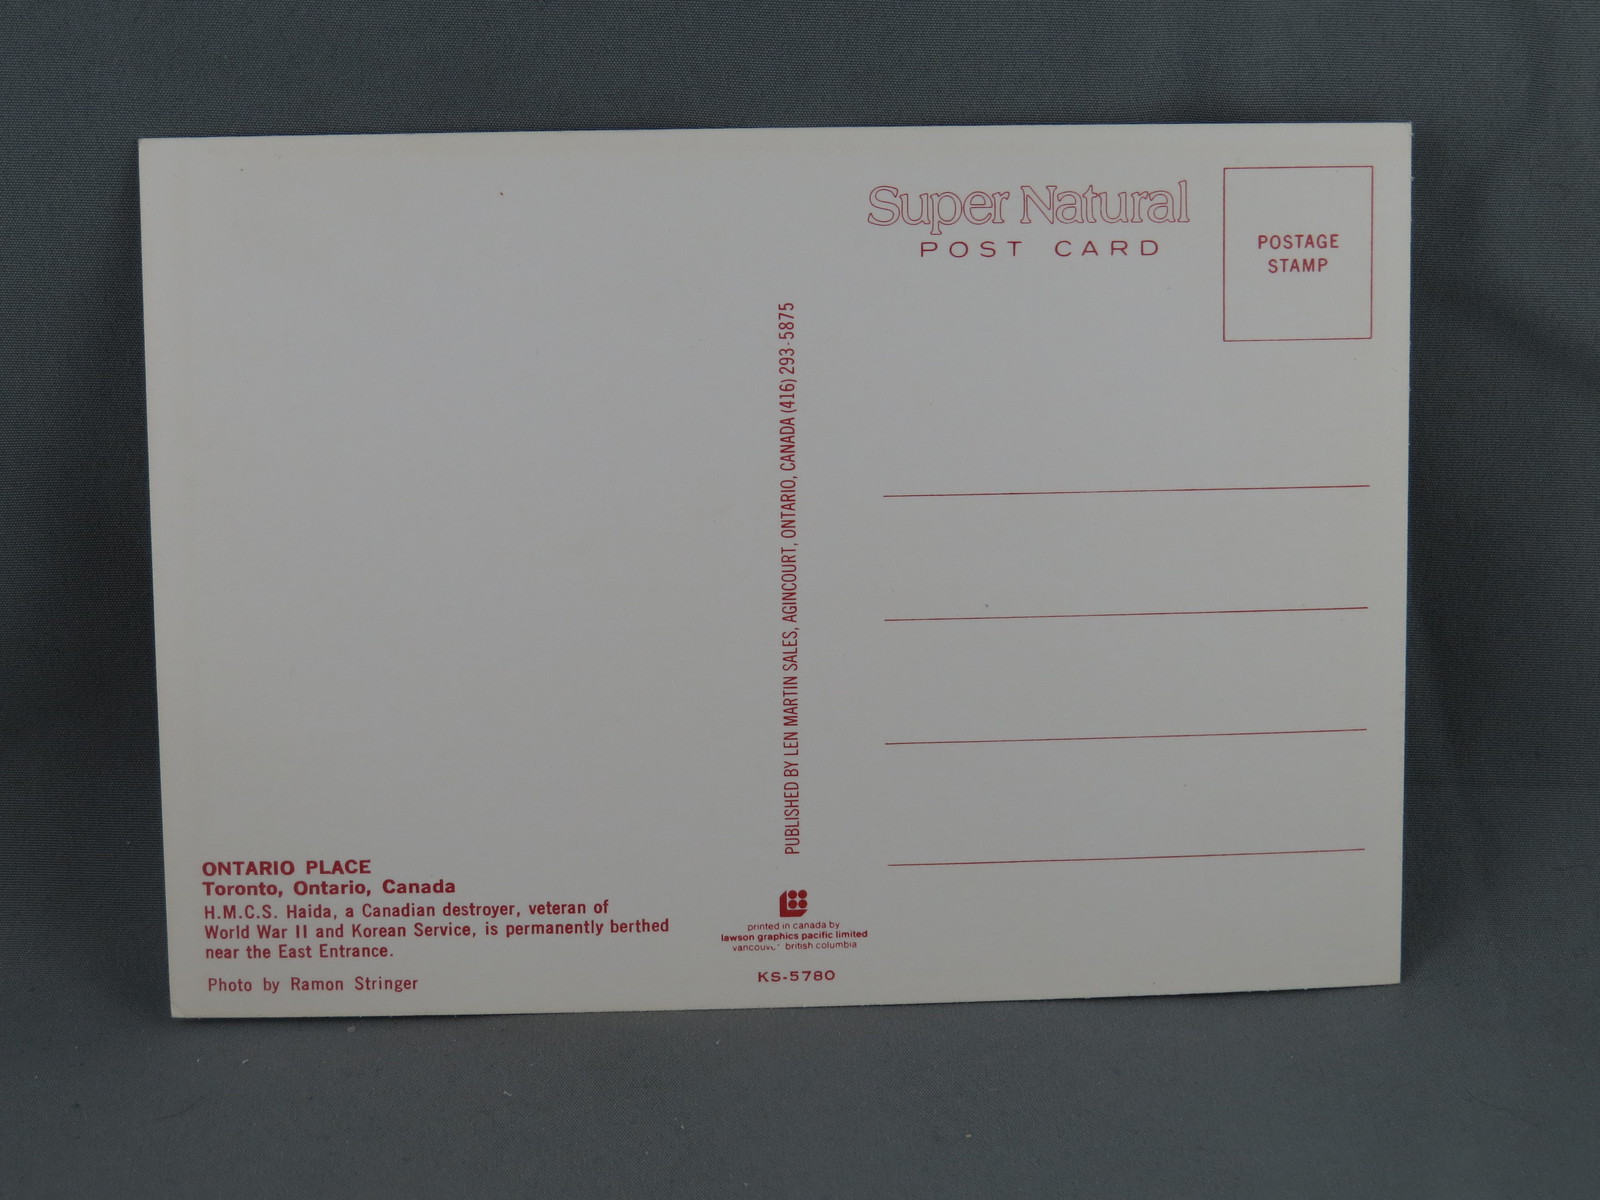 Super Natural
POST CARD
POSTAGE
STAMP
PUBLISHED BY LEN MARTIN SALES, AGINCOURT, ONTARIO, CANADA (416) 293-5875
ONTARIO PLACE
Toronto, Ontario, Canada
H.M.C.S. Haida, a Canadian destroyer, veteran of
World War II and Korean Service, is permanently berthed
near the East Entrance.
Photo by Ramon Stringer
printed in canada by
lawson graphics pacific limited
british columbia
KS-5780